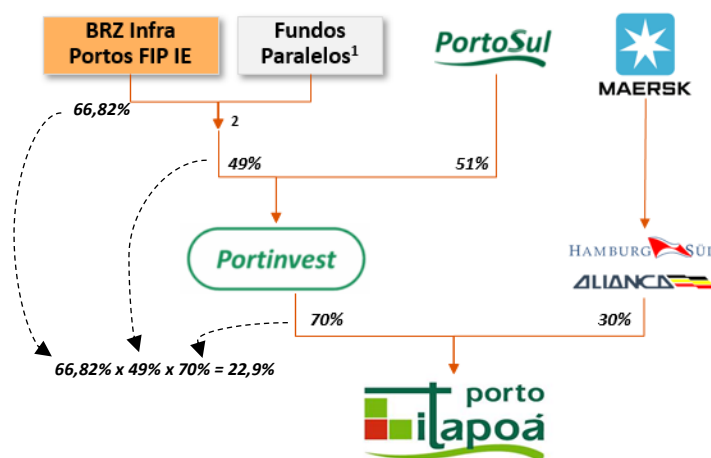 BRZ Infra
Portos FIP IE
Fundos
Paralelos¹
PortoSul
MAERSK
66,82%
2
49%
51%
Portinvest
HAMBURG SÜD
ALIANÇA
70%
30%
66,82% x 49% x 70% = 22,9%
porto
itapoá